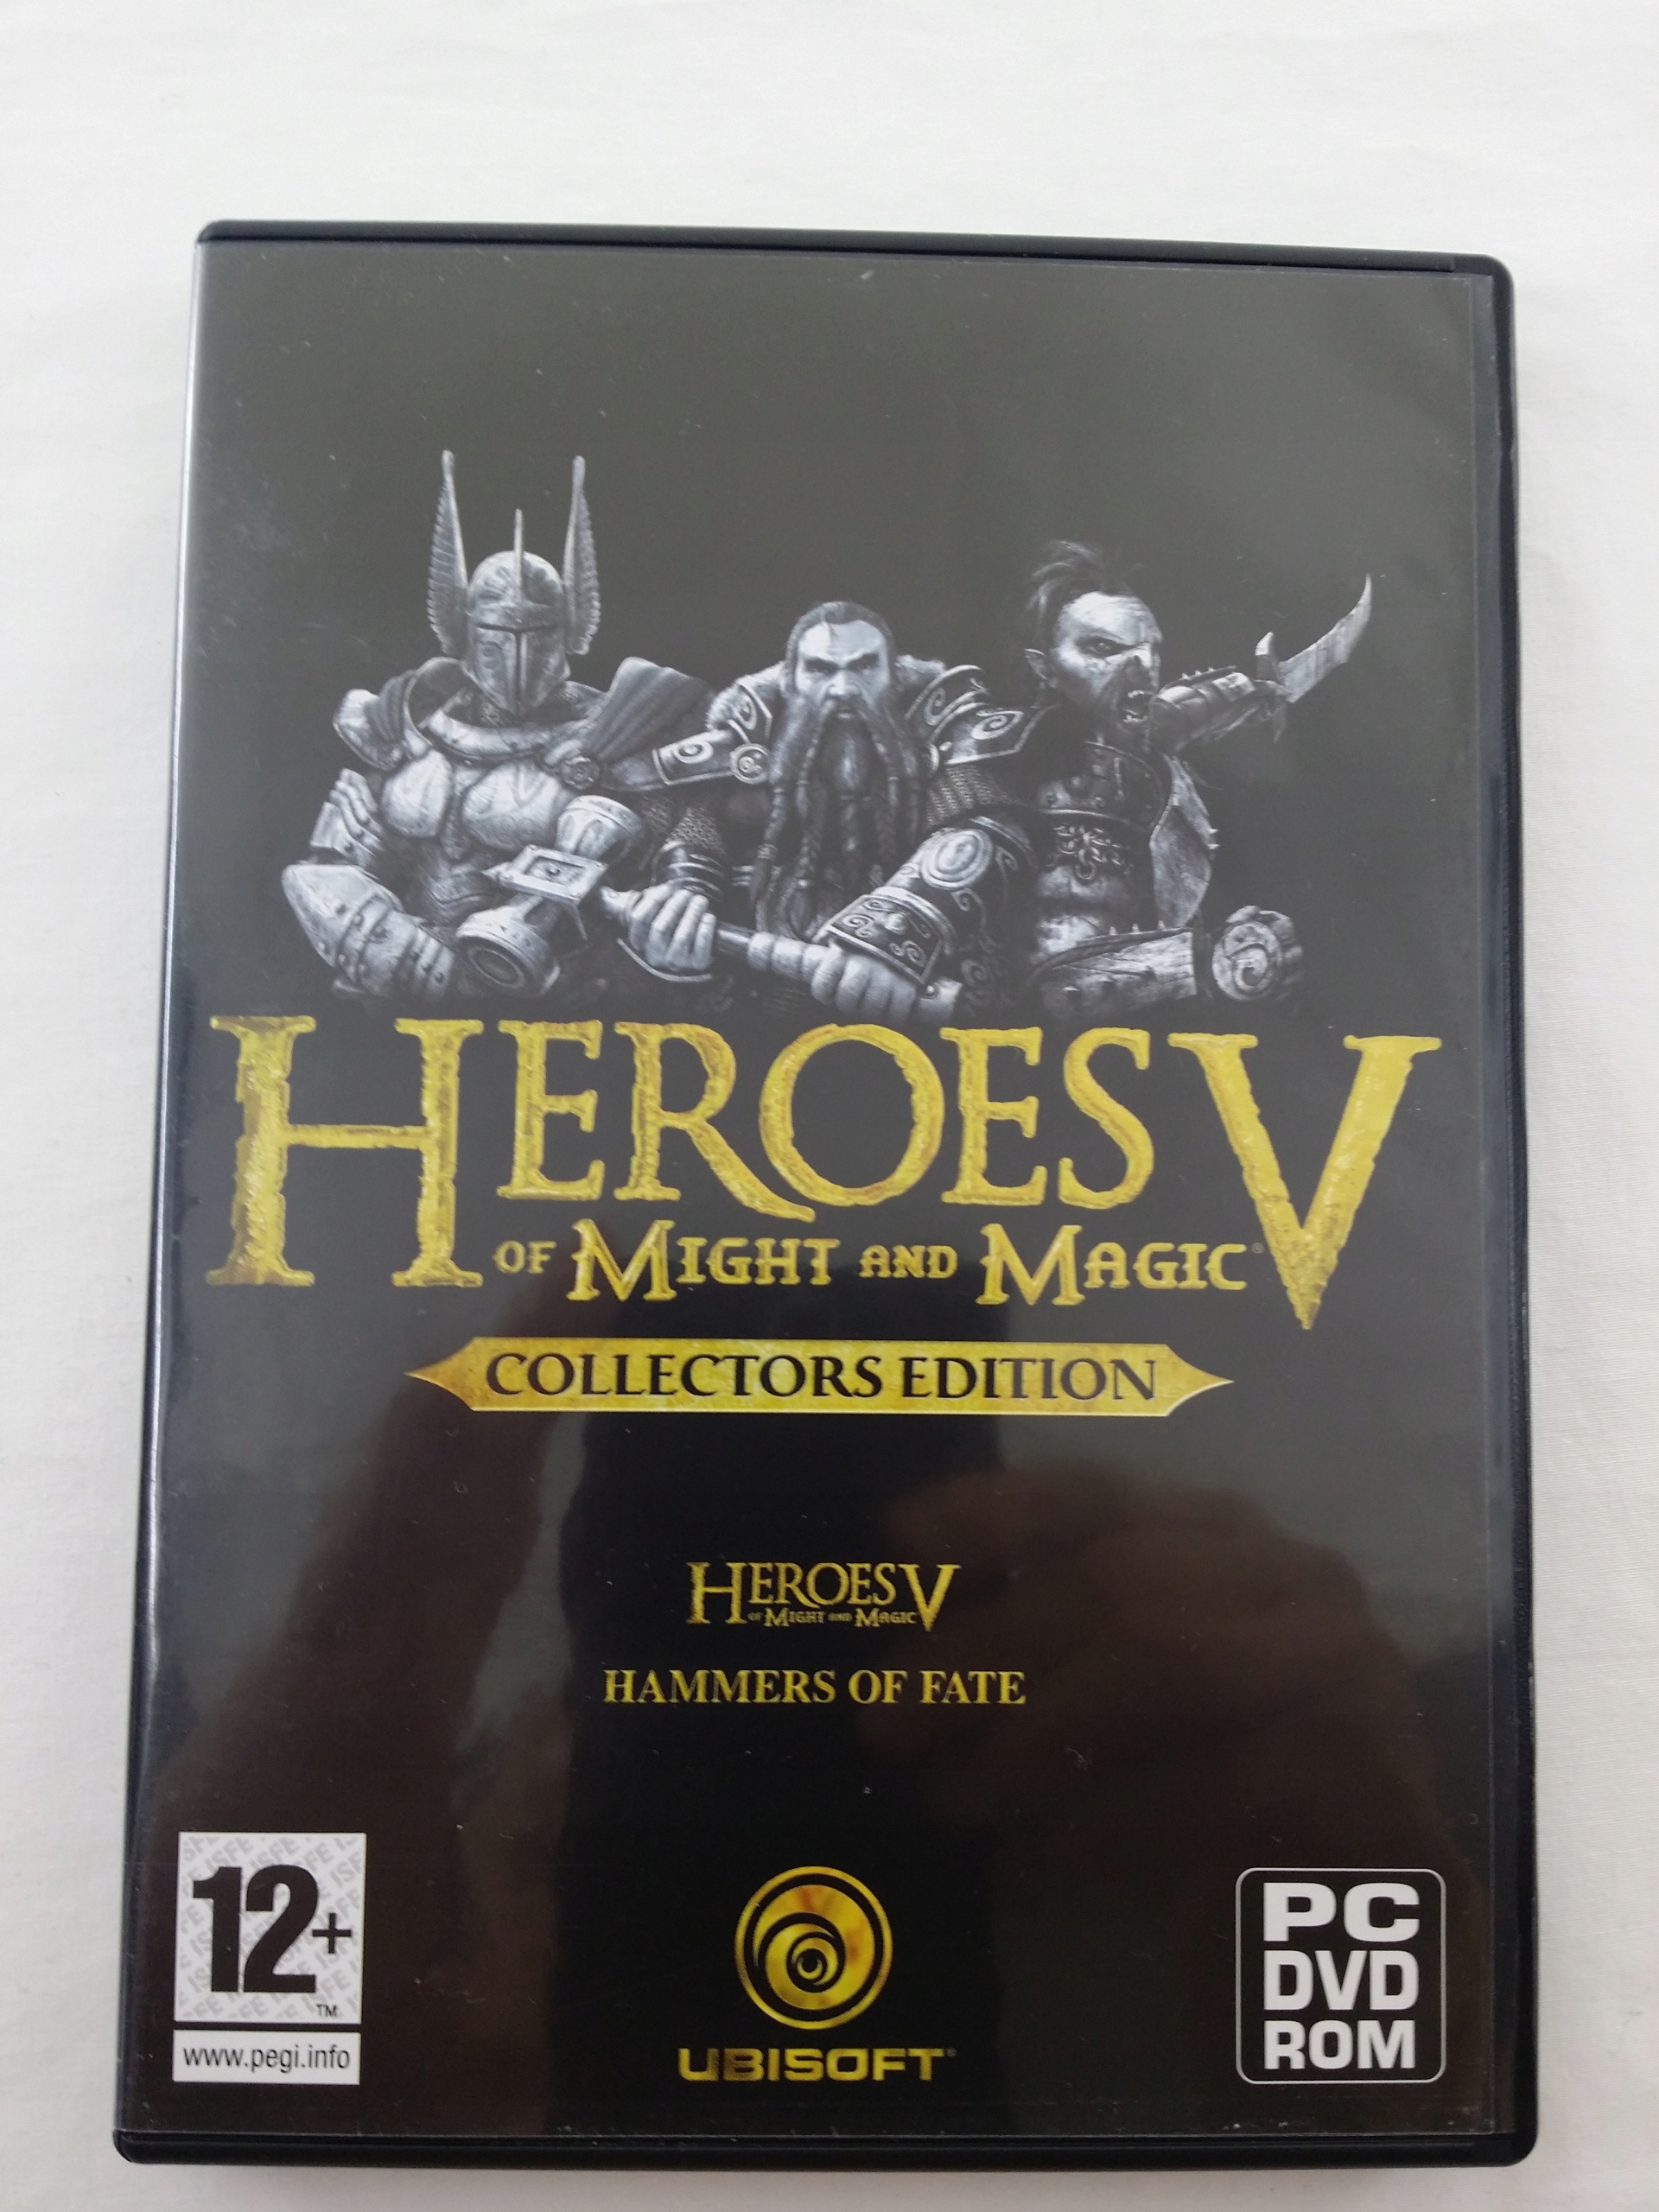 HEROES V
OF MIGHT AND MAGIC®
COLLECTORS EDITION
HEROES V
OF MIGHT AND MAGIC
HAMMERS OF FATE
12+
™
www.pegi.info
UBISOFT®
PC
DVD
ROM